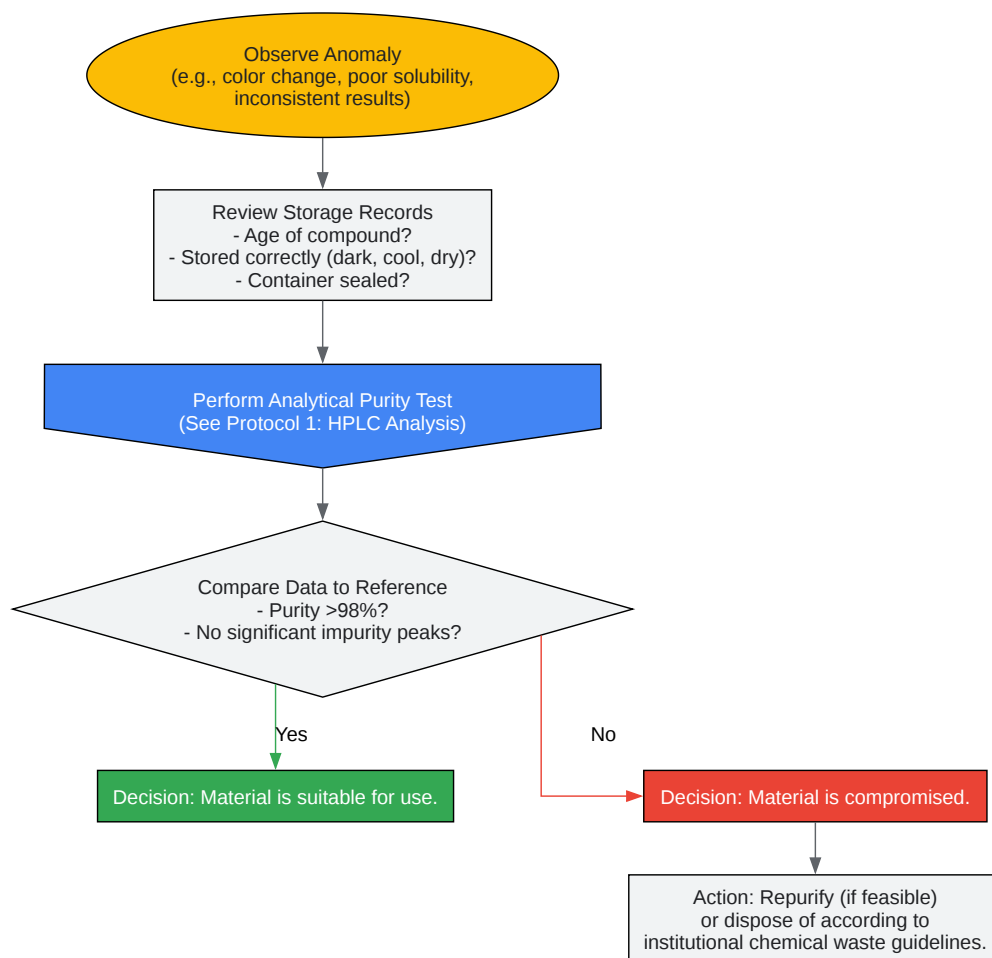 Observe Anomaly
(e.g., color change, poor solubility,
inconsistent results)
Review Storage Records
- Age of compound?
- Stored correctly (dark, cool, dry)?
- Container sealed?
Perform Analytical Purity Test
(See Protocol 1: HPLC Analysis)
Compare Data to Reference
- Purity >98%?
- No significant impurity peaks?
Yes
No
Decision: Material is suitable for use.
Decision: Material is compromised.
Action: Repurify (if feasible)
or dispose of according to
institutional chemical waste guidelines.